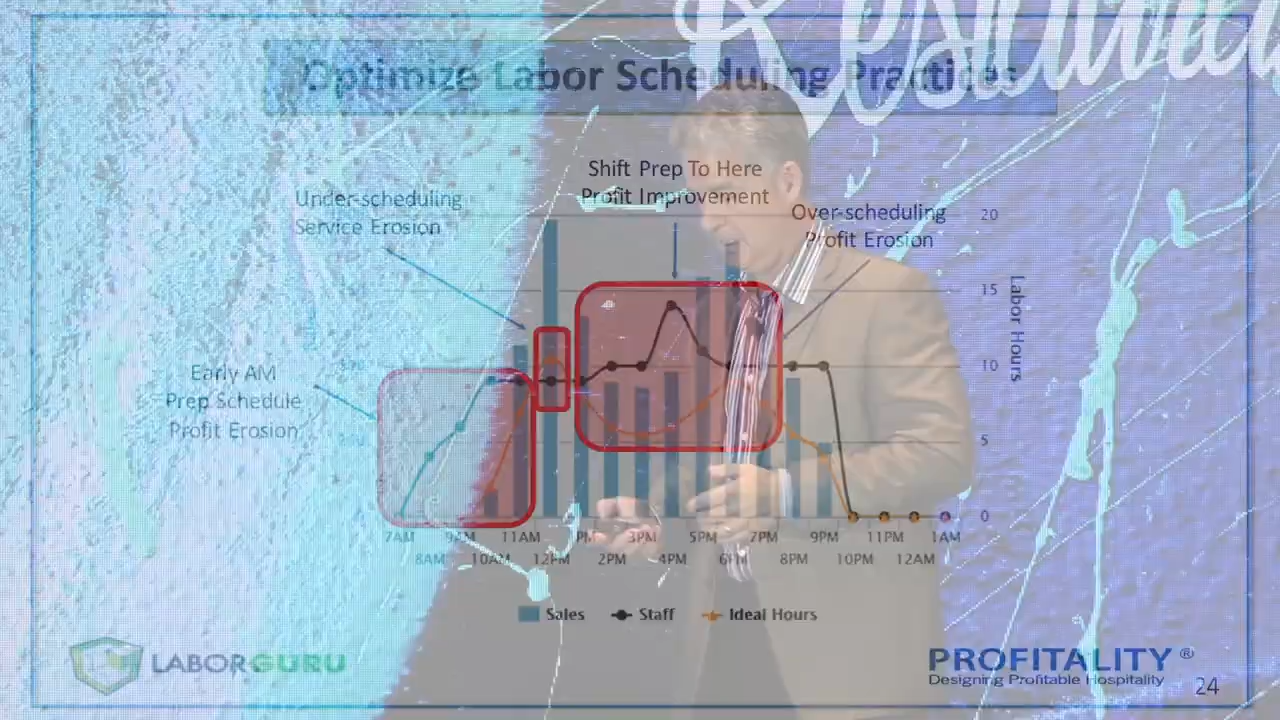 Optimize Labor Scheduling Practices
Shift Prep To Here
Profit Improvement
Under-scheduling
Service Erosion
Over-scheduling
Profit Erosion
Early AM
Prep Schedule
Profit Erosion
20
15
10
5
0
Labor Hours
7AM 9AM 11AM PM 3PM 5PM 7PM 9PM 11PM 1AM
8AM 10AM 12PM 2PM 4PM 6PM 8PM 10PM 12AM
Sales Staff Ideal Hours
LABORGURU
PROFITALITY ®
Designing Profitable Hospitality
24